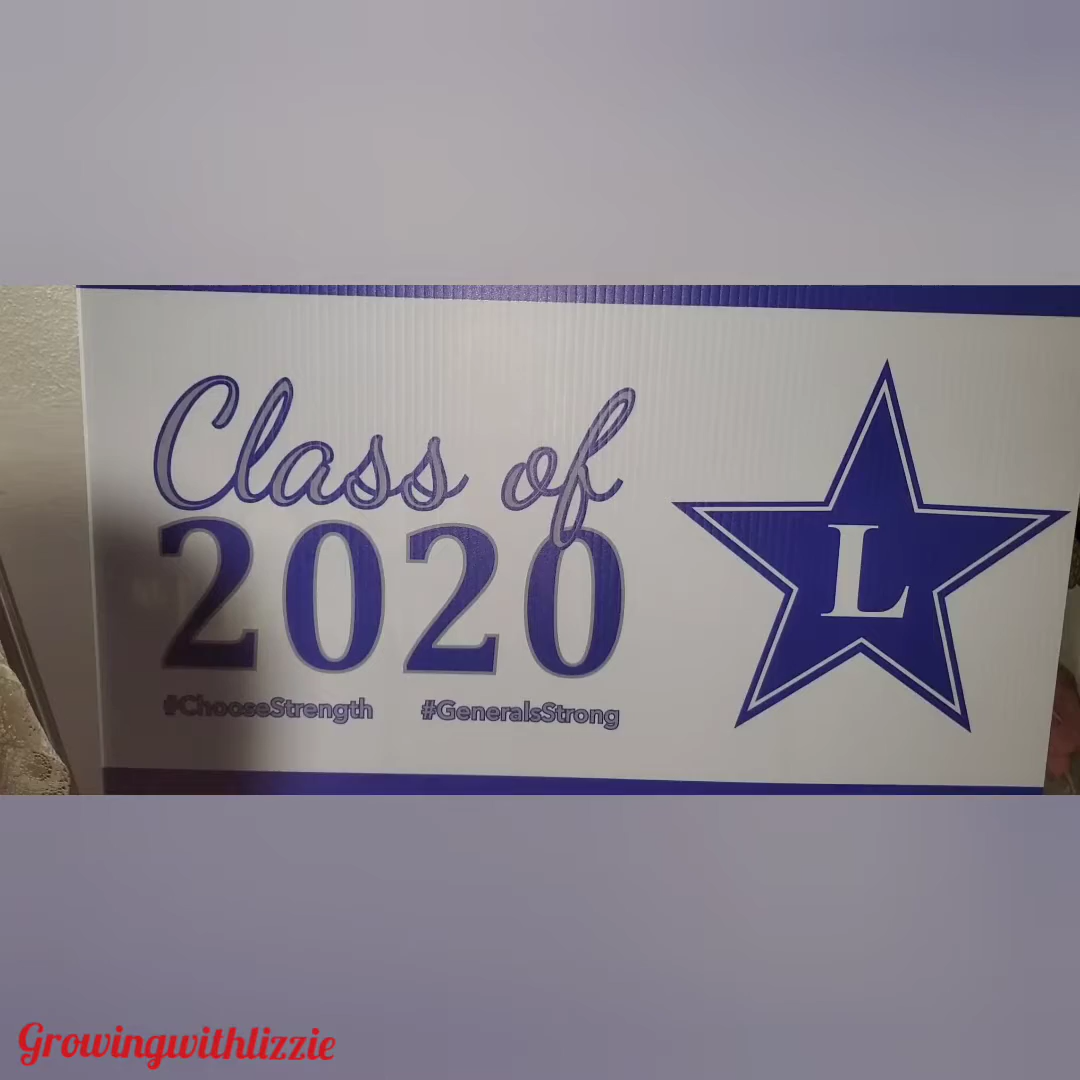 Class of
2020
#ChooseStrength #GeneralsStrong
L
Growingwithlizzie